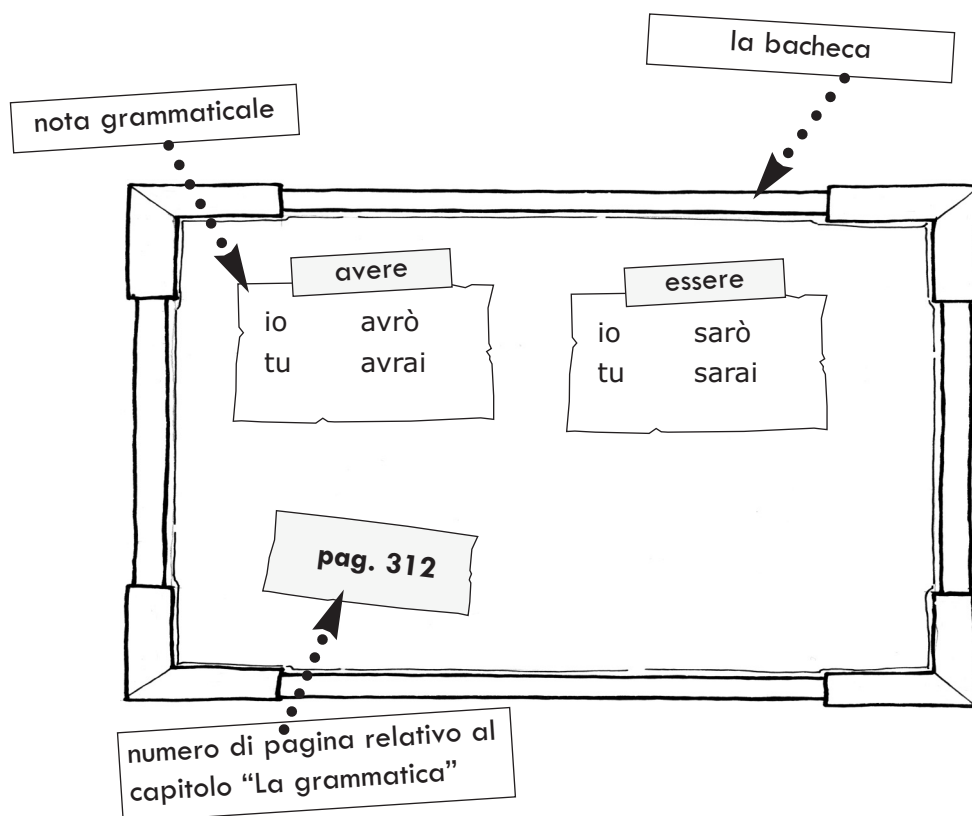 la bacheca
nota grammaticale
avere
io avrò
tu avrai
essere
io sarò
tu sarai
pag. 312
numero di pagina relativo al
capitolo “La grammatica”